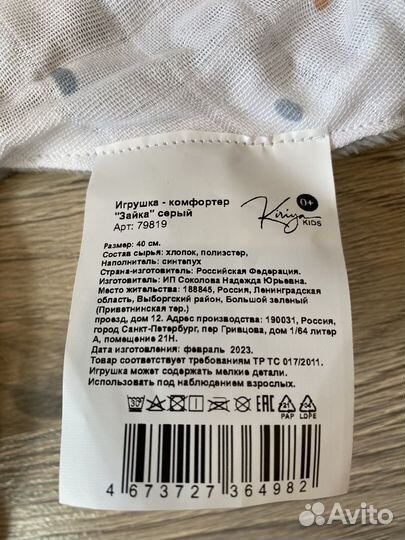 Игрушка - комфортер
"Зайка" серый
Арт: 79819
Kiriya
KIDS
0+
Размер: 40 см.
Состав сырья: хлопок, полиэстер,
Наполнитель: синтепух
Страна-изготовитель: Российская Федерация.
Изготовитель: ИП Соколова Надежда Юрьевна.
Место жительства: 188845, Россия, Ленинградская
область, Выборгский район, Большой зеленый
(Приветнинская тер.)
проезд, дом 12. Адрес производства: 190031, Россия,
город Санкт-Петербург, пер Гривцова, дом 1/64 литер
А, помещение 21Н.
Дата изготовления: февраль 2023.
Товар соответствует требованиям ТР ТС 017/2011.
Игрушка может содержать мелкие детали.
Использовать под наблюдением взрослых.
30 EAC 21 PAP 04 LDPE
4 673727 364982
Avito